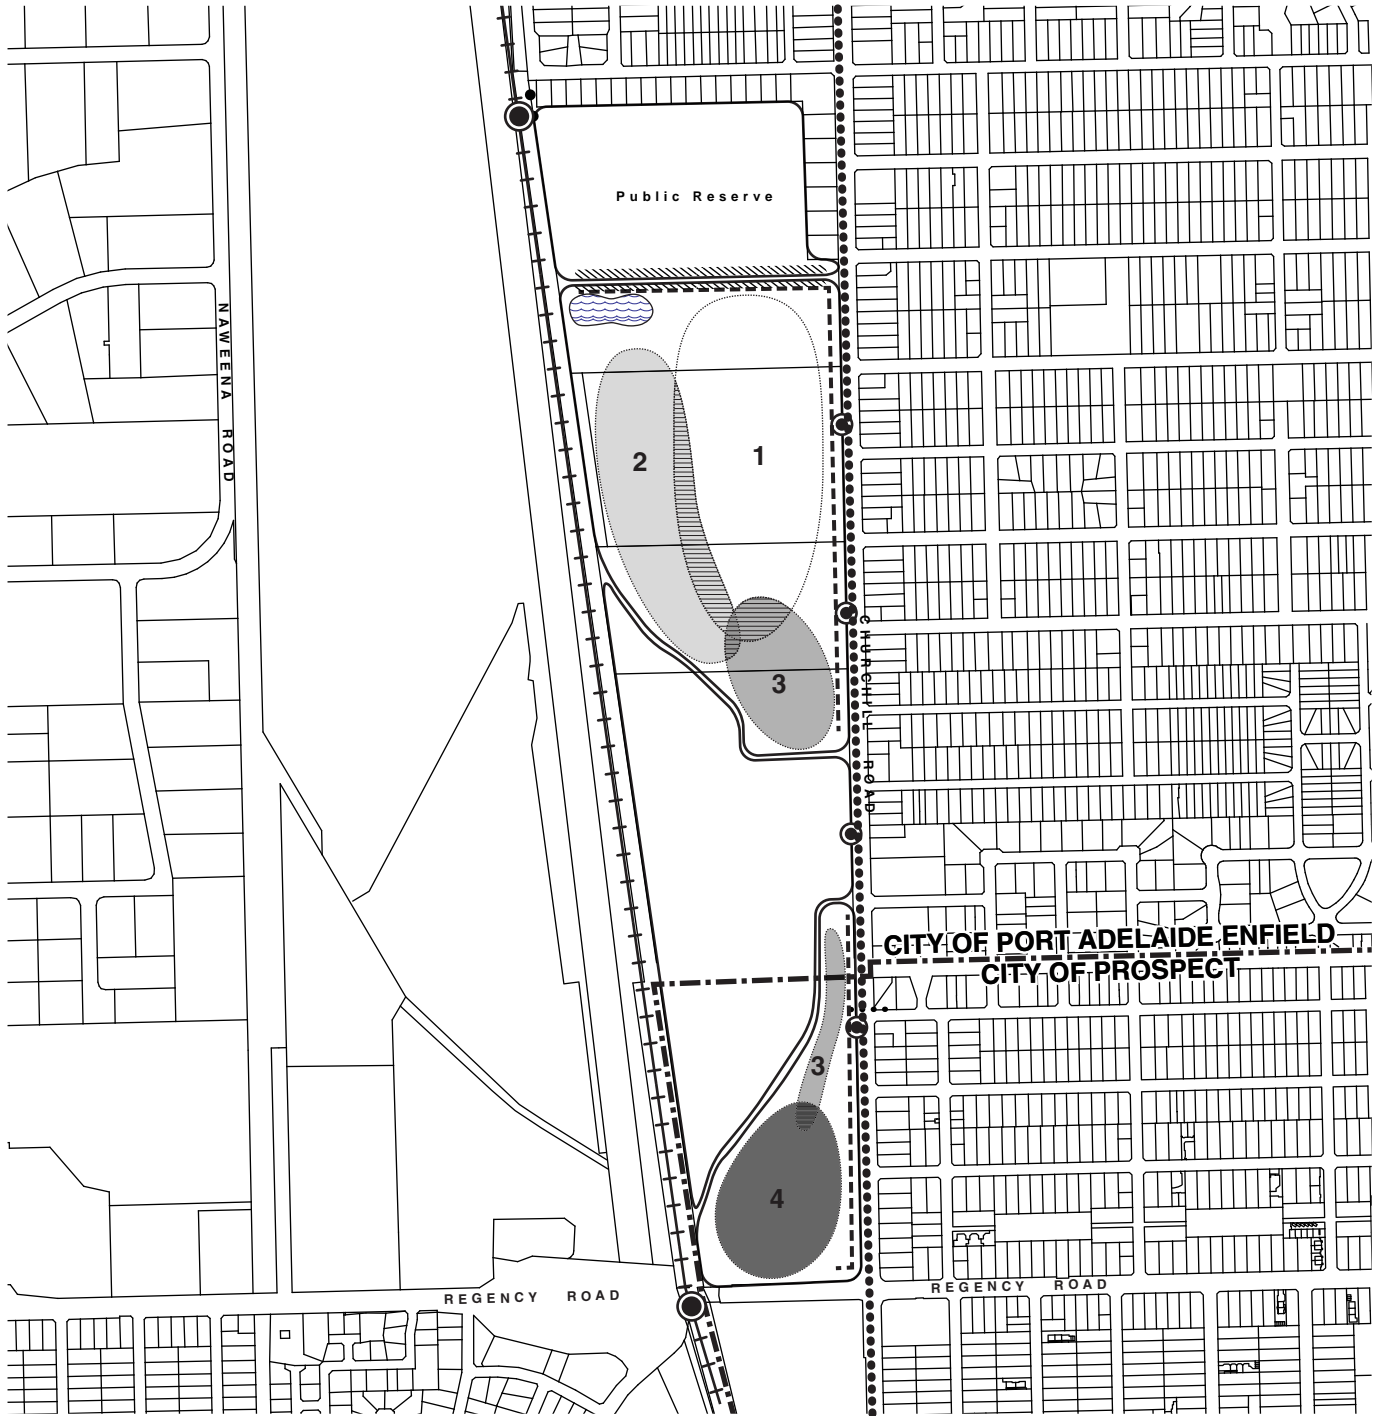 Public Reserve
NAWEENA ROAD
2
1
3
CHURCHILL ROAD
CITY OF PORT ADELAIDE ENFIELD
CITY OF PROSPECT
3
4
REGENCY ROAD
REGENCY ROAD